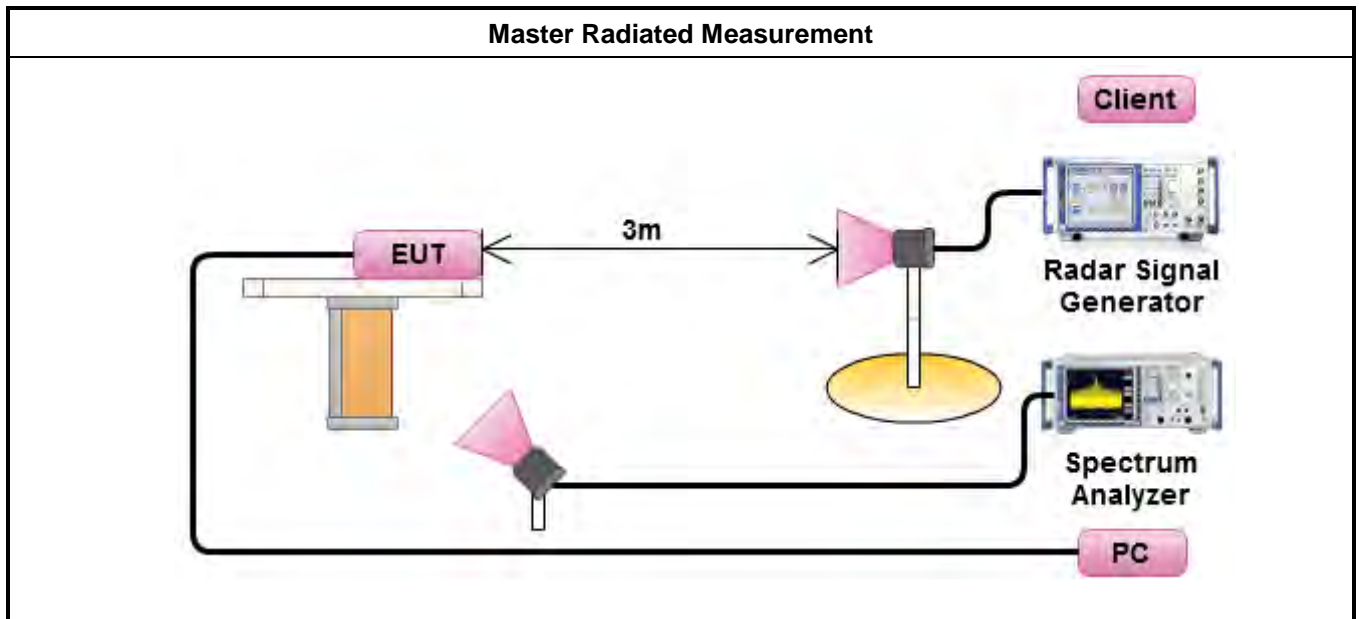 Master Radiated Measurement
Client
EUT
3m
Radar Signal
Generator
Spectrum
Analyzer
PC